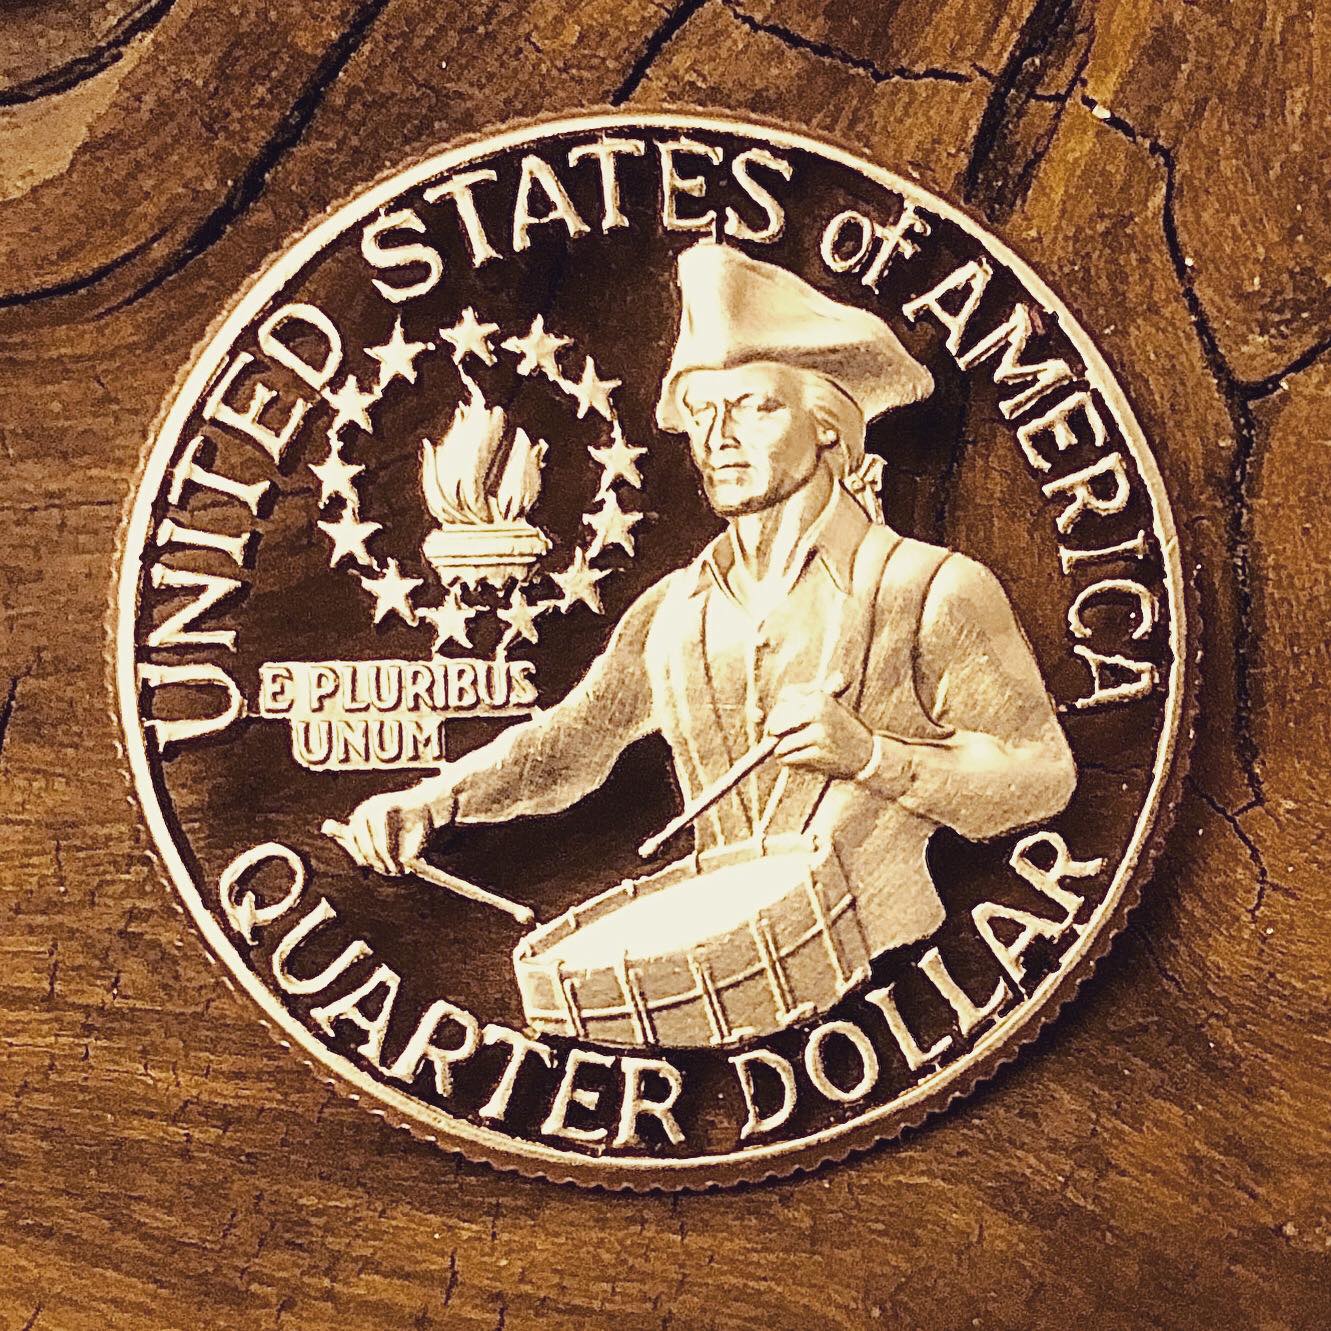 UNITED STATES of AMERICA
E PLURIBUS
UNUM
QUARTER DOLLAR